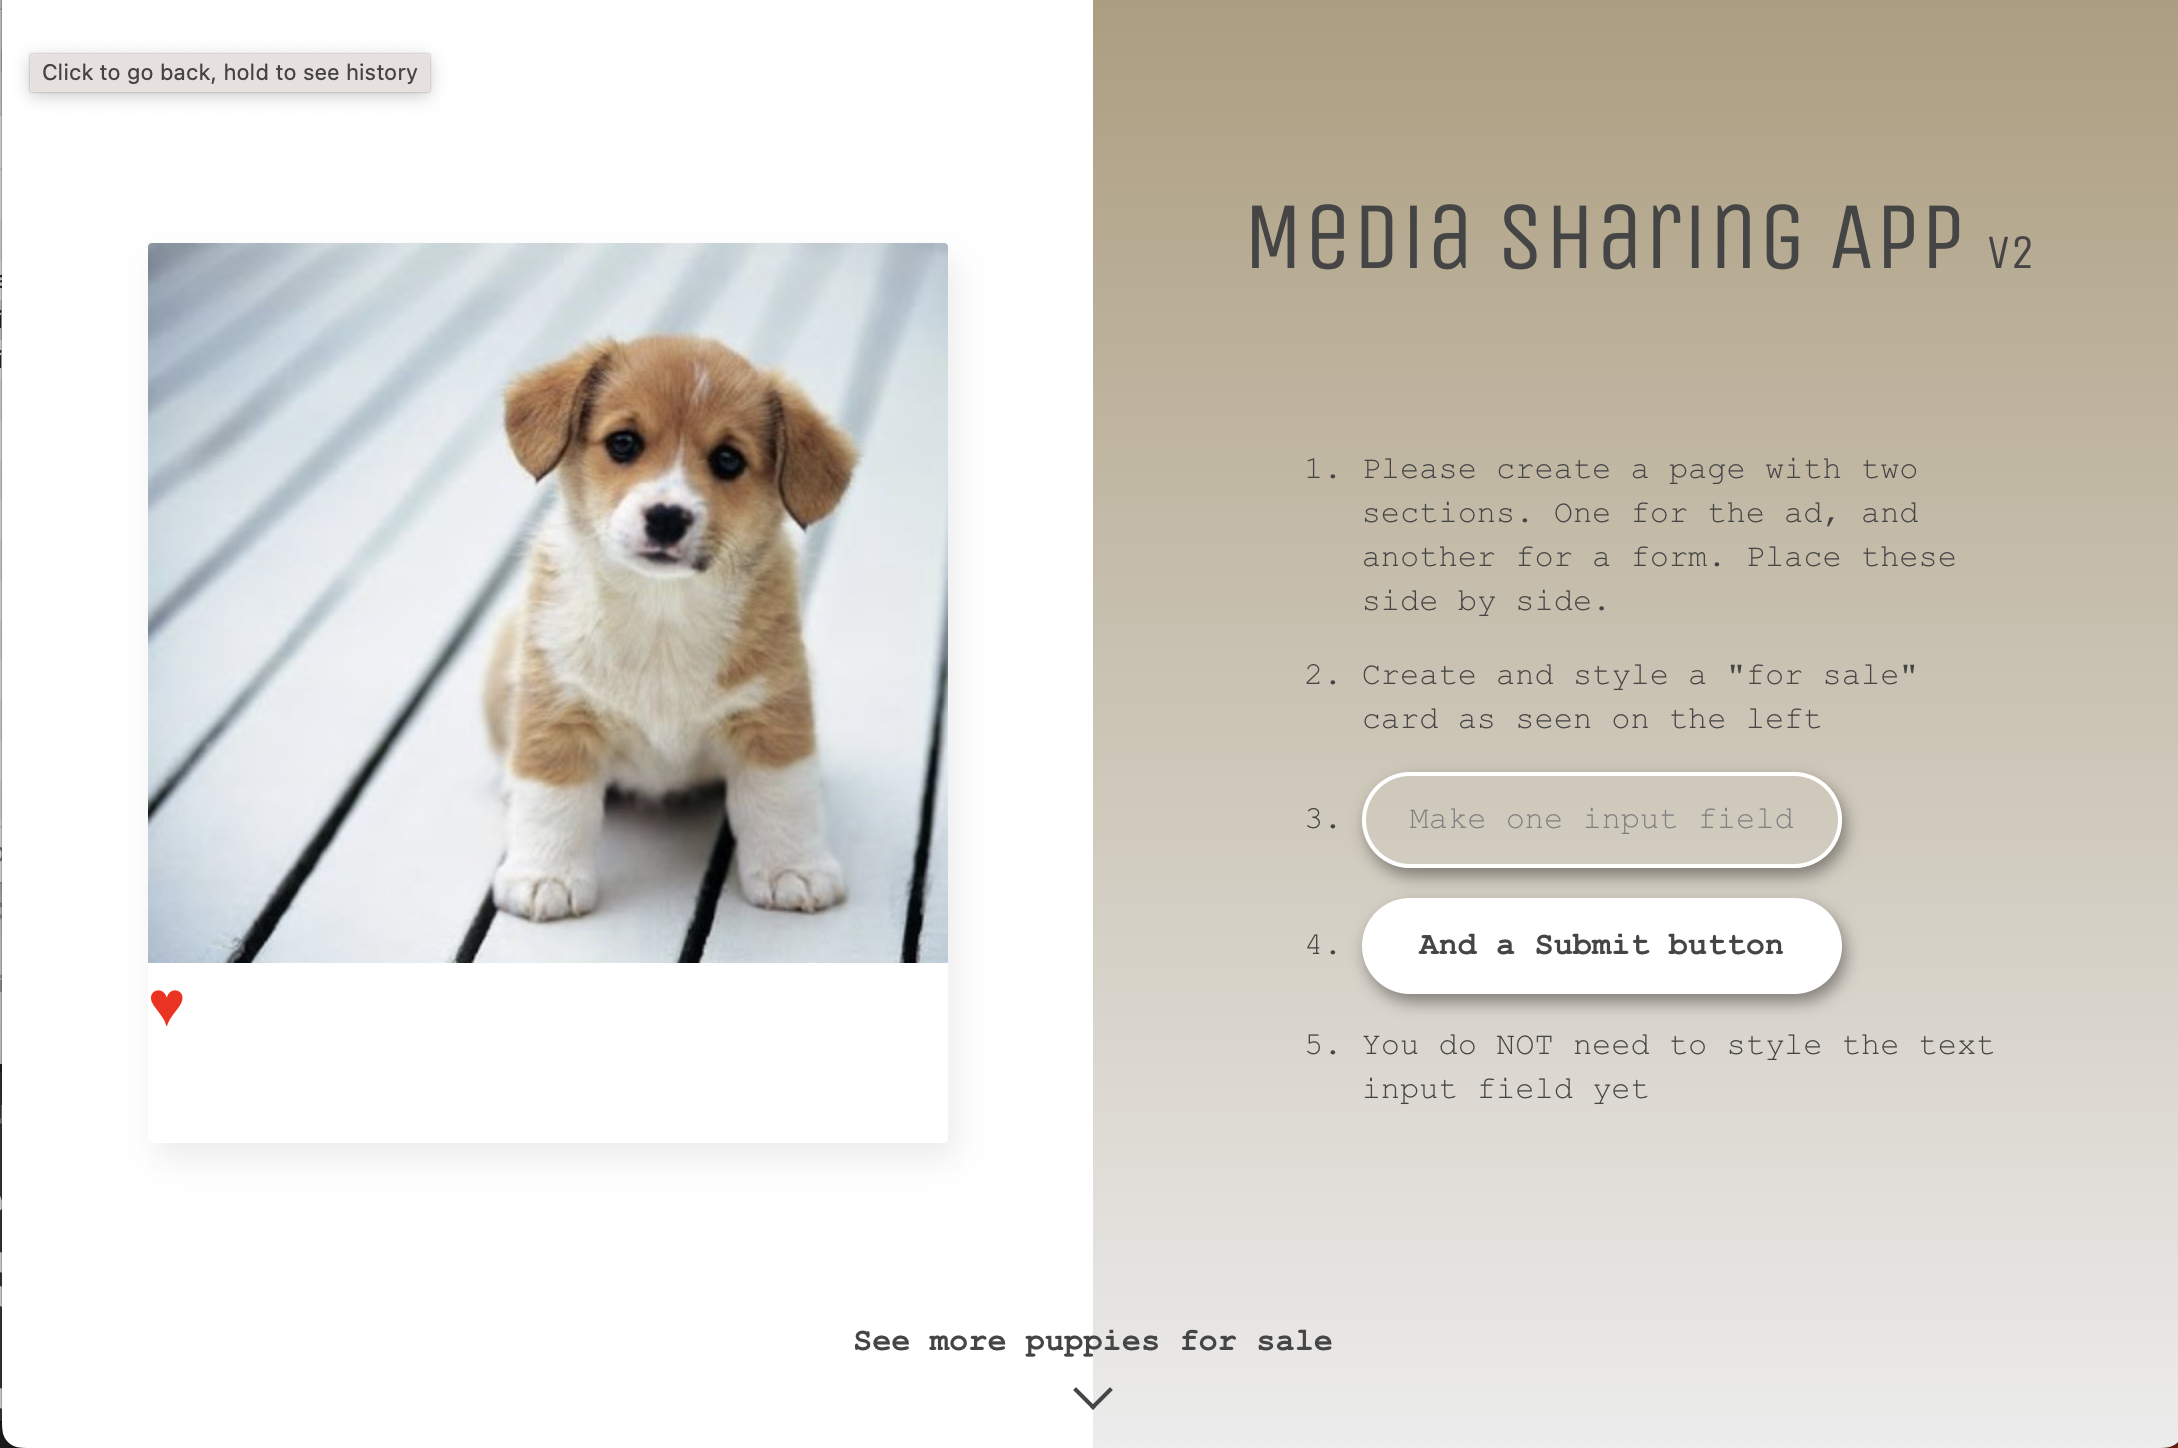 Click to go back, hold to see history
Media Sharing App v2
1. Please create a page with two
sections. One for the ad, and
another for a form. Place these
side by side.
2. Create and style a "for sale"
card as seen on the left
3. Make one input field
4. And a Submit button
5. You do NOT need to style the text
input field yet
See more puppies for sale